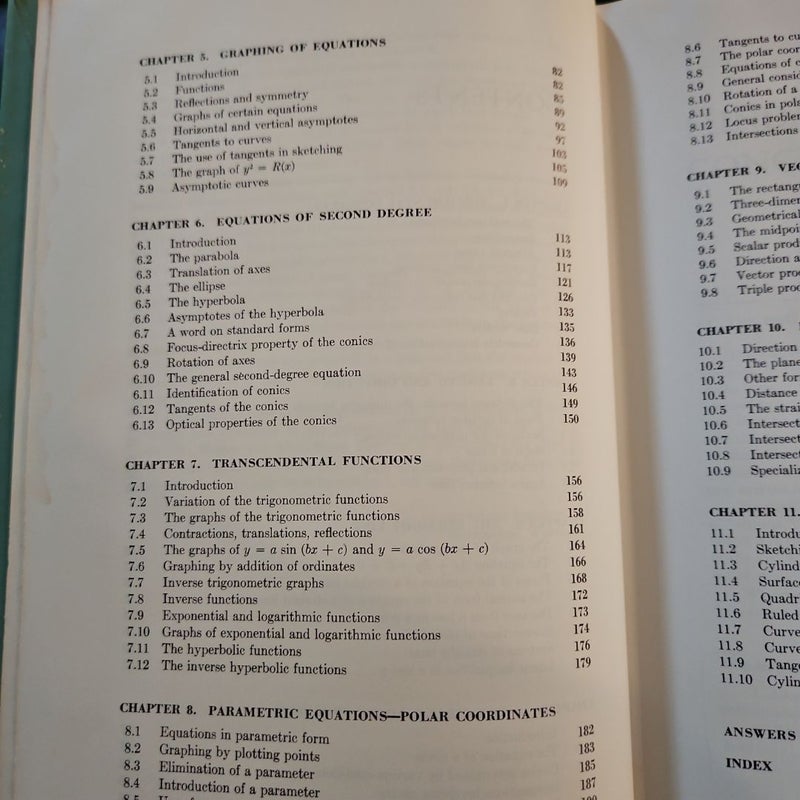 CHAPTER 5. GRAPHING OF EQUATIONS
5.1 Introduction 82
5.2 Functions 82
5.3 Reflections and symmetry 85
5.4 Graphs of certain equations 89
5.5 Horizontal and vertical asymptotes 92
5.6 Tangents to curves 97
5.7 The use of tangents in sketching 103
5.8 The graph of y² = R(x) 105
5.9 Asymptotic curves 109
CHAPTER 6. EQUATIONS OF SECOND DEGREE
6.1 Introduction 113
6.2 The parabola 113
6.3 Translation of axes 117
6.4 The ellipse 121
6.5 The hyperbola 126
6.6 Asymptotes of the hyperbola 133
6.7 A word on standard forms 135
6.8 Focus-directrix property of the conics 136
6.9 Rotation of axes 139
6.10 The general second-degree equation 143
6.11 Identification of conics 146
6.12 Tangents of the conics 149
6.13 Optical properties of the conics 150
CHAPTER 7. TRANSCENDENTAL FUNCTIONS
7.1 Introduction 156
7.2 Variation of the trigonometric functions 156
7.3 The graphs of the trigonometric functions 158
7.4 Contractions, translations, reflections 161
7.5 The graphs of y = a sin (bx + c) and y = a cos (bx + c) 164
7.6 Graphing by addition of ordinates 166
7.7 Inverse trigonometric graphs 168
7.8 Inverse functions 172
7.9 Exponential and logarithmic functions 173
7.10 Graphs of exponential and logarithmic functions 174
7.11 The hyperbolic functions 176
7.12 The inverse hyperbolic functions 179
CHAPTER 8. PARAMETRIC EQUATIONS—POLAR COORDINATES
8.1 Equations in parametric form 182
8.2 Graphing by plotting points 183
8.3 Elimination of a parameter 185
8.4 Introduction of a parameter 187
8.6 Tangents to cu
8.7 The polar coor
8.8 Equations of c
8.9 General consid
8.10 Rotation of a
8.11 Conics in pola
8.12 Locus problem
8.13 Intersections
CHAPTER 9. VEC
9.1 The rectang
9.2 Three-dimen
9.3 Geometrical
9.4 The midpoi
9.5 Scalar prod
9.6 Direction a
9.7 Vector pro
9.8 Triple prod
CHAPTER 10.
10.1 Direction
10.2 The plane
10.3 Other for
10.4 Distance
10.5 The strai
10.6 Intersect
10.7 Intersect
10.8 Intersect
10.9 Specializ
CHAPTER 11.
11.1 Introdu
11.2 Sketchi
11.3 Cylind
11.4 Surface
11.5 Quadr
11.6 Ruled
11.7 Curve
11.8 Curve
11.9 Tang
11.10 Cylin
ANSWERS
INDEX